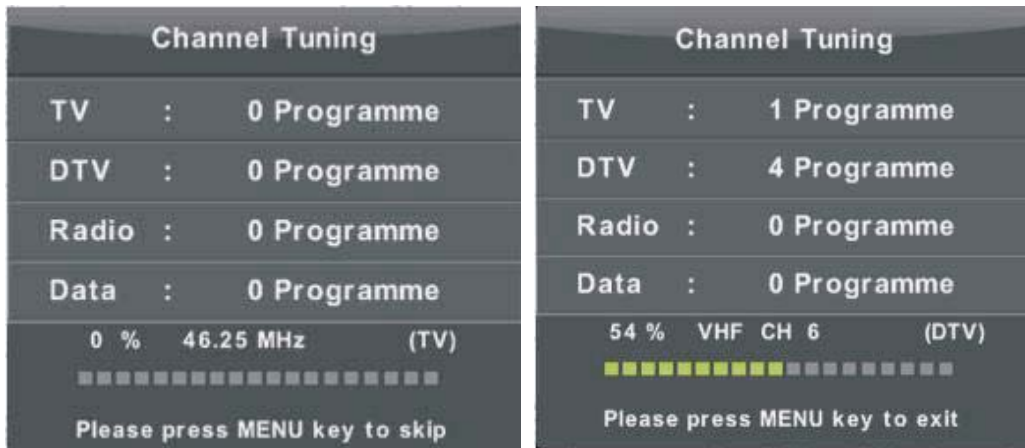 Channel Tuning
TV : 0 Programme
DTV : 0 Programme
Radio : 0 Programme
Data : 0 Programme
0 % 46.25 MHz (TV)
Please press MENU key to skip
Channel Tuning
TV : 1 Programme
DTV : 4 Programme
Radio : 0 Programme
Data : 0 Programme
54 % VHF CH 6 (DTV)
Please press MENU key to exit